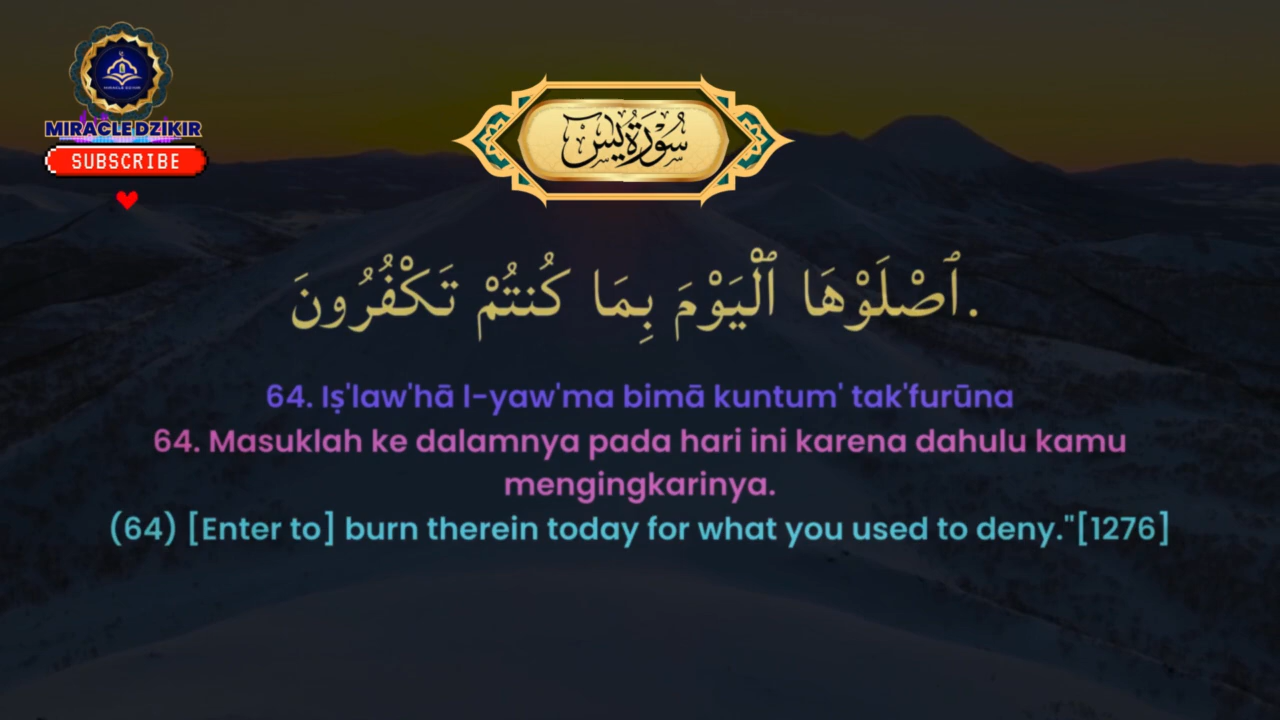 MIRACLE DZIKIR
SUBSCRIBE
سُوْرَةُ يٰسٓ
ٱصْلَوْهَا ٱلْيَوْمَ بِمَا كُنتُمْ تَكْفُرُونَ.
64. Iṣ'law'hā l-yaw'ma bimā kuntum' tak'furūna
64. Masuklah ke dalamnya pada hari ini karena dahulu kamu
mengingkarinya.
(64) [Enter to] burn therein today for what you used to deny."[1276]